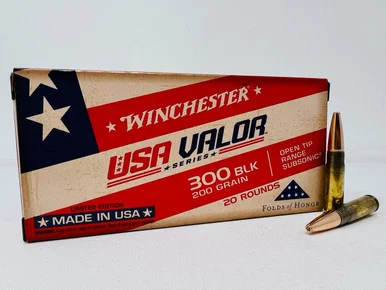 WINCHESTER
USA VALOR
SERIES
300 BLK
200 GRAIN
20 ROUNDS
OPEN TIP
RANGE
SUBSONIC
LIMITED EDITION
MADE IN USA
FOLDS of HONOR